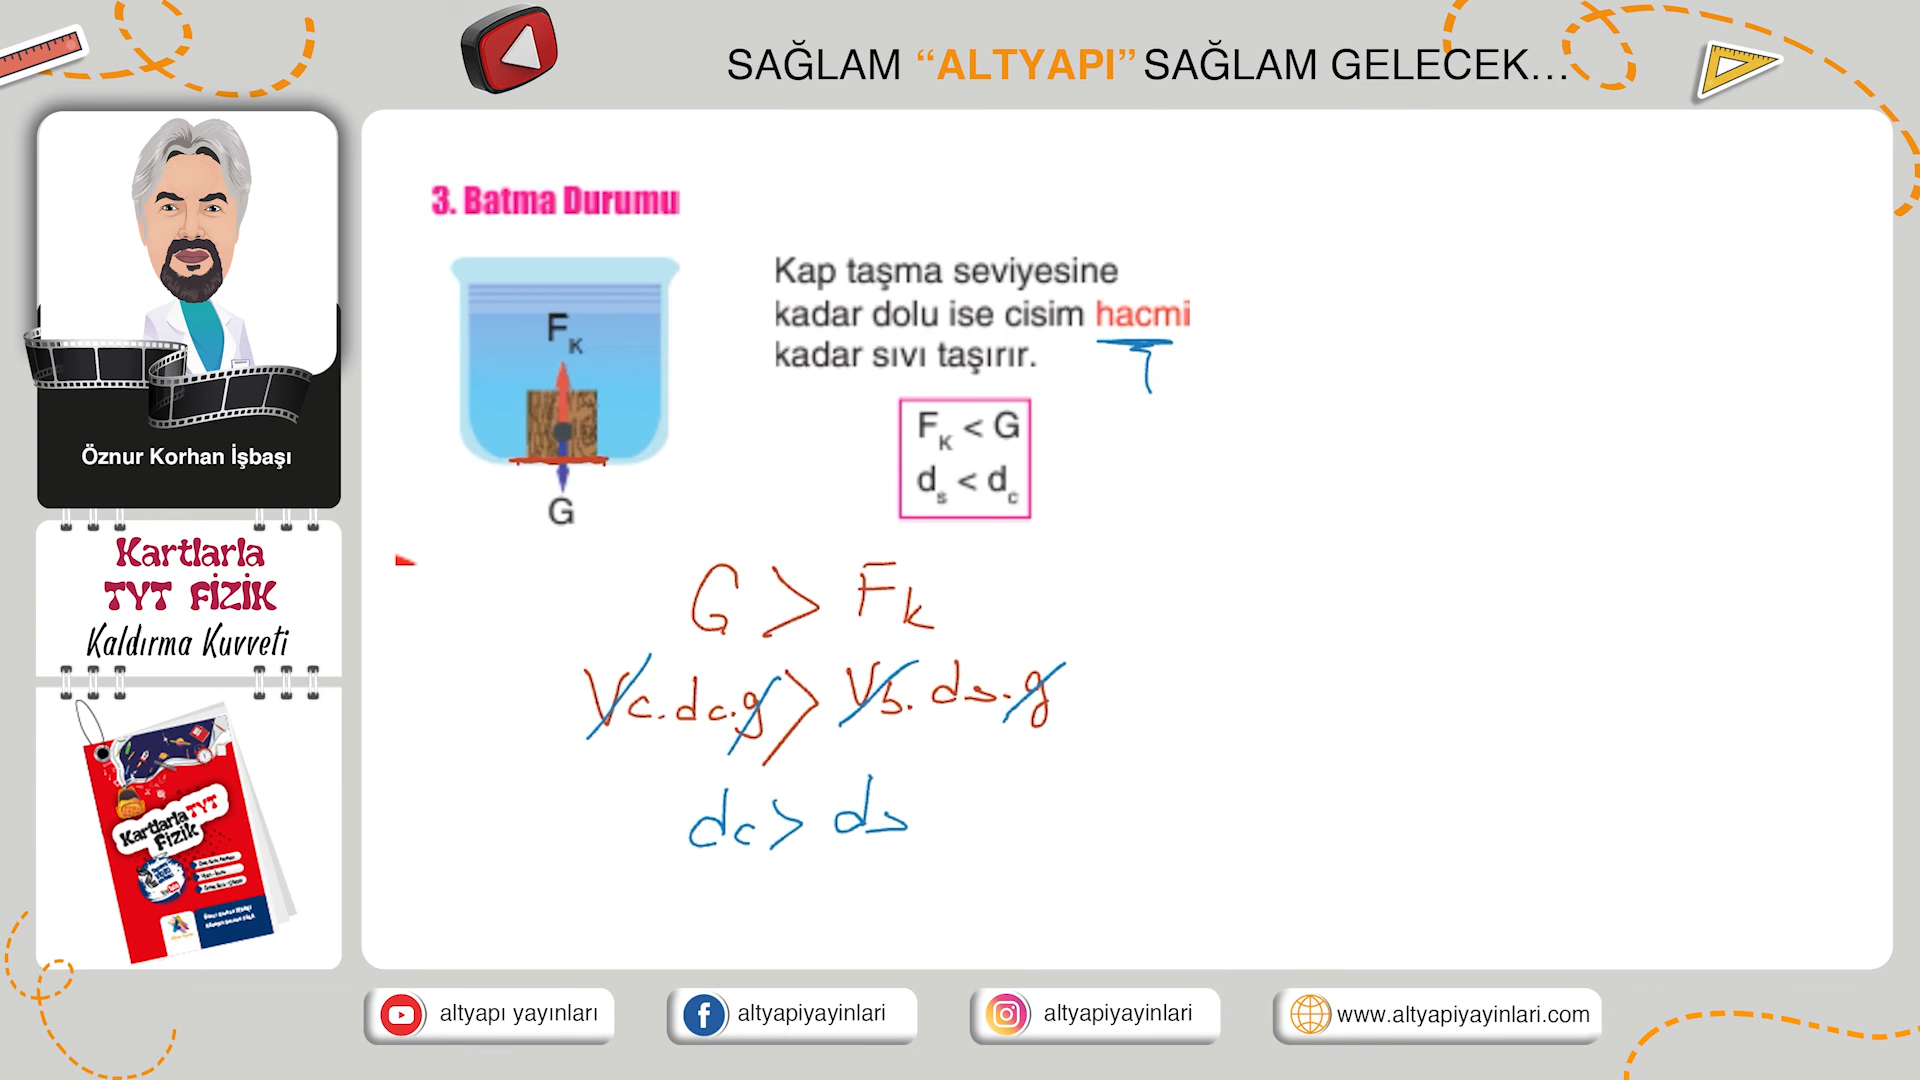 SAĞLAM “ALTYAPI” SAĞLAM GELECEK...
Öznur Korhan İşbaşı
Kartlarla
TYT FİZİK
Kaldırma Kuvveti
Kartlarla TYT
Fizik
3. Batma Durumu
F_K
G
Kap taşma seviyesine
kadar dolu ise cisim hacmi
kadar sıvı taşırır.
F_K < G
d_s < d_c
G > F_k
V_c.d_c.g > V_b.d_s.g
d_c > d_s
altyapı yayınları
altyapiyayinlari
altyapiyayinlari
www.altyapiyayinlari.com